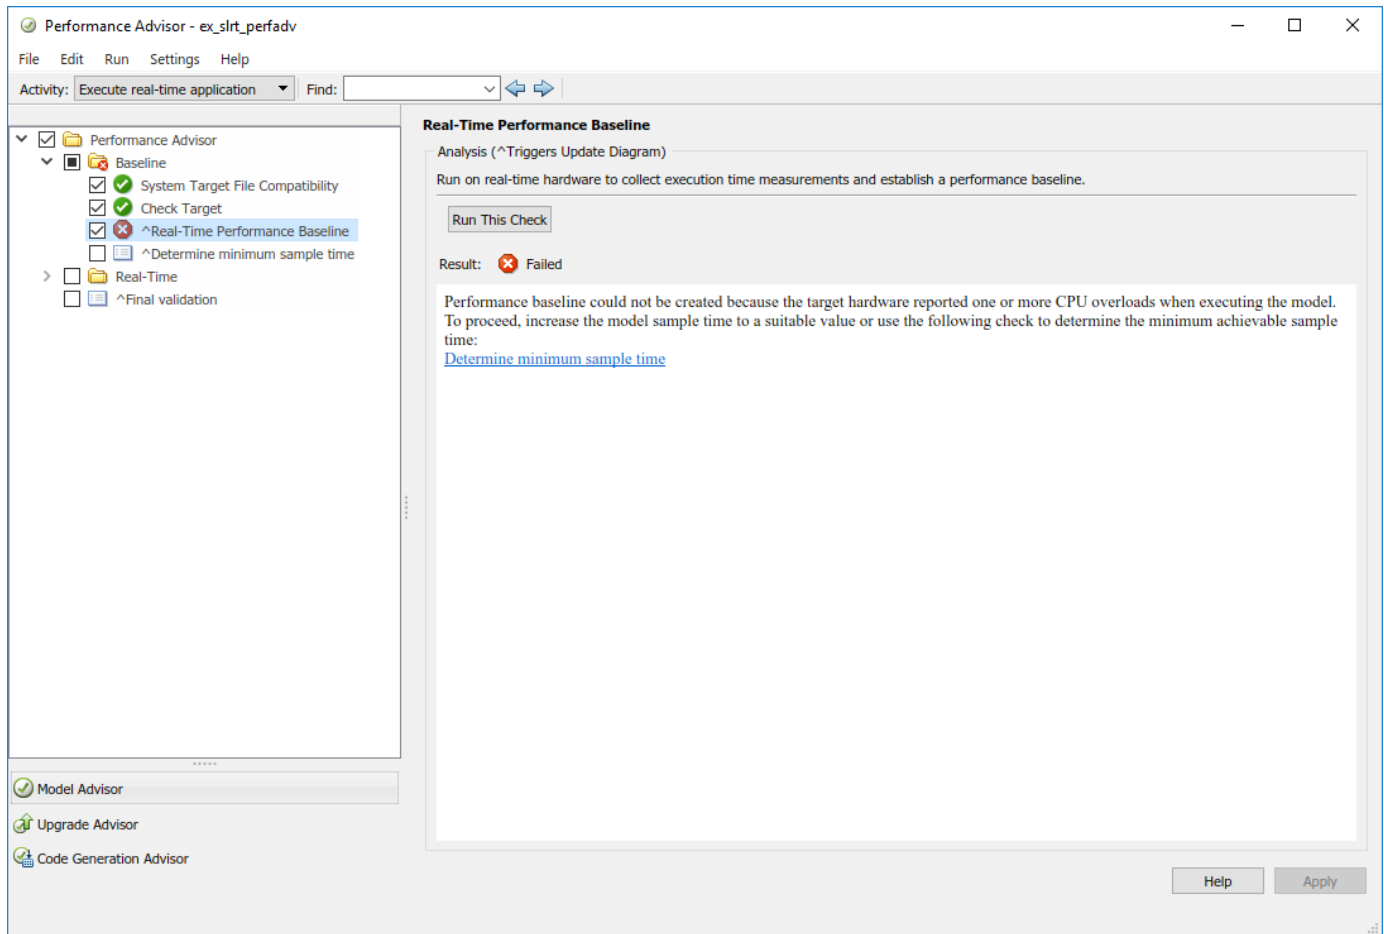 Performance Advisor - ex_slrt_perfadv
File Edit Run Settings Help
Activity: Execute real-time application Find:
Performance Advisor
Baseline
System Target File Compatibility
Check Target
^Real-Time Performance Baseline
^Determine minimum sample time
Real-Time
^Final validation
Model Advisor
Upgrade Advisor
Code Generation Advisor
Real-Time Performance Baseline
Analysis (^Triggers Update Diagram)
Run on real-time hardware to collect execution time measurements and establish a performance baseline.
Run This Check
Result: Failed
Performance baseline could not be created because the target hardware reported one or more CPU overloads when executing the model.
To proceed, increase the model sample time to a suitable value or use the following check to determine the minimum achievable sample
time:
Determine minimum sample time
Help Apply